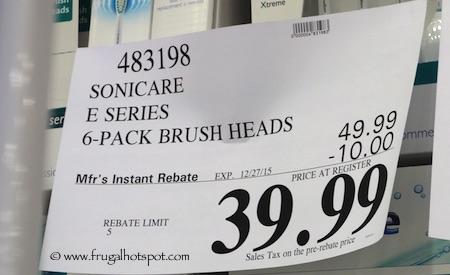 replacement
Xtreme
483198
SONICARE
E SERIES
6-PACK BRUSH HEADS
49.99
-10.00
Mfr's Instant Rebate EXP. 12/27/15 PRICE AT REGISTER
39.99
REBATE LIMIT
5
Sales Tax on the pre-rebate price
www.frugalhotspot.com